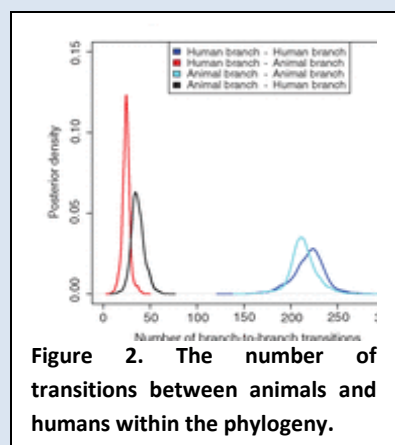 Human branch - Human branch
Human branch - Animal branch
Animal branch - Animal branch
Animal branch - Human branch
Posterior density
0.15
0.10
0.05
0.00
0 50 100 150 200 250
Number of branch-to-branch transitions
Figure 2. The number of
transitions between animals and
humans within the phylogeny.